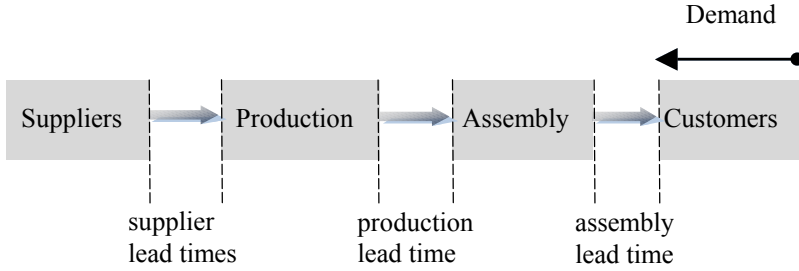 Demand
Suppliers
Production
Assembly
Customers
supplier
lead times
production
lead time
assembly
lead time